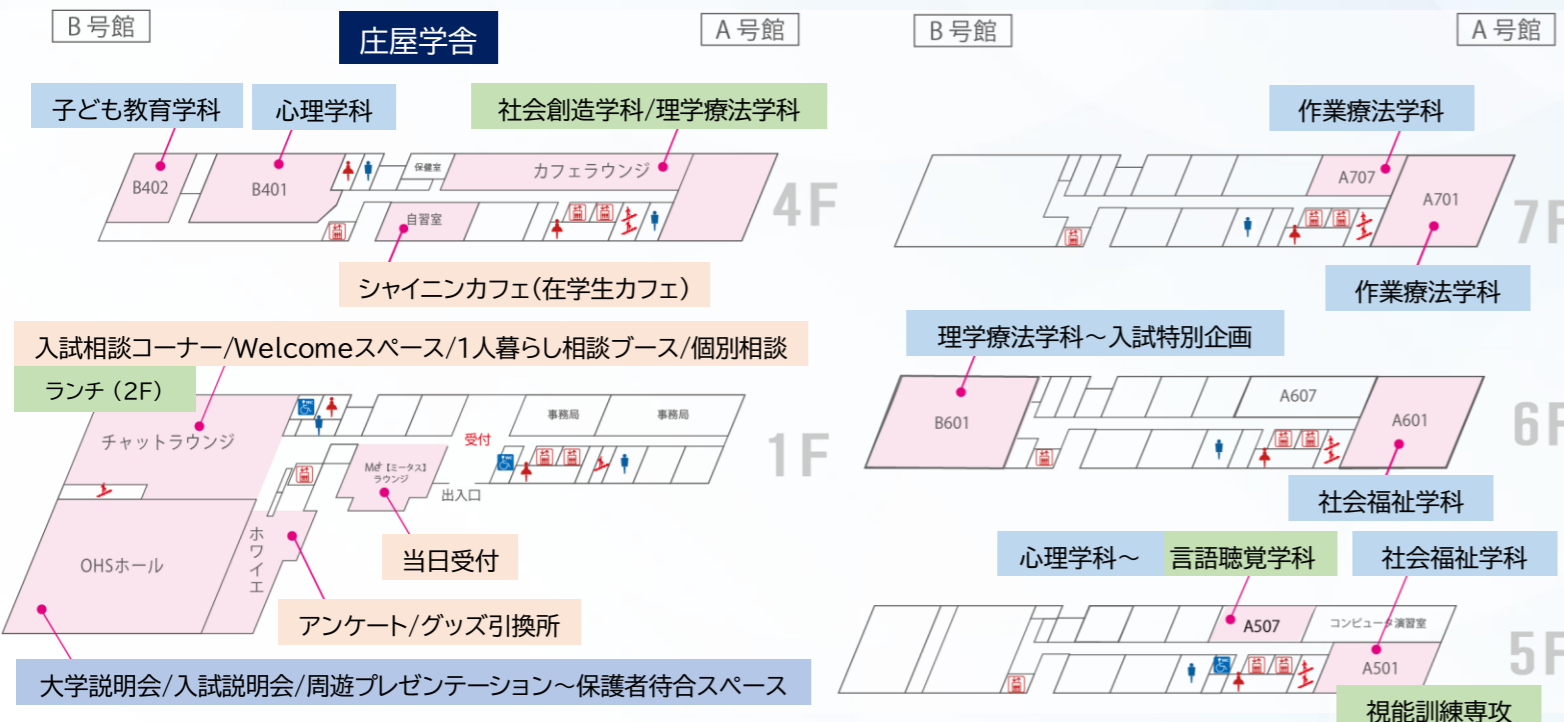 B号館
庄屋学舎
A号館
子ども教育学科
心理学科
社会創造学科/理学療法学科
B402
B401
保健室
カフェラウンジ
自習室
4F
シャイニンカフェ(在学生カフェ)
入試相談コーナー/Welcomeスペース/1人暮らし相談ブース/個別相談
ランチ (2F)
チャットラウンジ
受付
事務局
事務局
1F
【ミータス】
ラウンジ
出入口
OHSホール
ホワイエ
当日受付
アンケート/グッズ引換所
大学説明会/入試説明会/周遊プレゼンテーション～保護者待合スペース
B号館
A号館
作業療法学科
A707
A701
7F
作業療法学科
理学療法学科～入試特別企画
B601
A607
A601
6F
社会福祉学科
心理学科～
言語聴覚学科
社会福祉学科
A507
コンピュータ演習室
A501
5F
視能訓練専攻